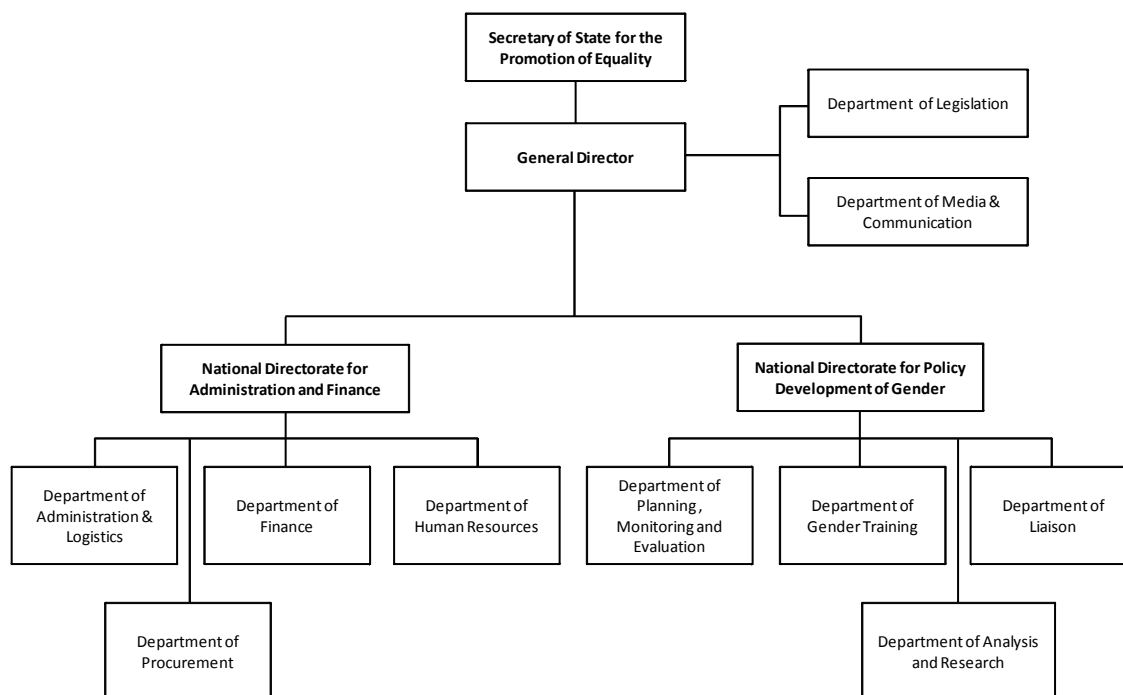 Secretary of State for the
Promotion of Equality
Department of Legislation
General Director
Department of Media &
Communication
National Directorate for
Administration and Finance
National Directorate for Policy
Development of Gender
Department of
Administration &
Logistics
Department of
Finance
Department of
Human Resources
Department of
Planning ,
Monitoring and
Evaluation
Department of
Gender Training
Department of
Liaison
Department of
Procurement
Department of Analysis
and Research